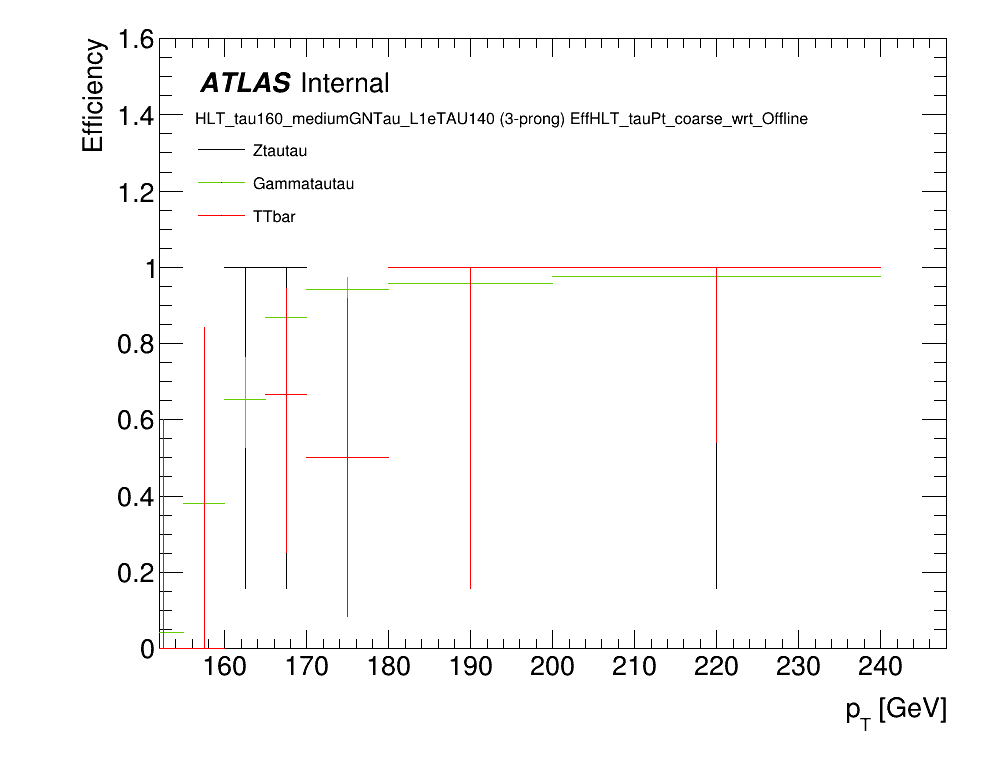 Efficiency
1.6
1.4
1.2
1
0.8
0.6
0.4
0.2
0
ATLAS Internal
HLT_tau160_mediumGNTau_L1eTAU140 (3-prong) EffHLT_tauPt_coarse_wrt_Offline
Ztautau
Gammatautau
TTbar
160 170 180 190 200 210 220 230 240
p_T [GeV]